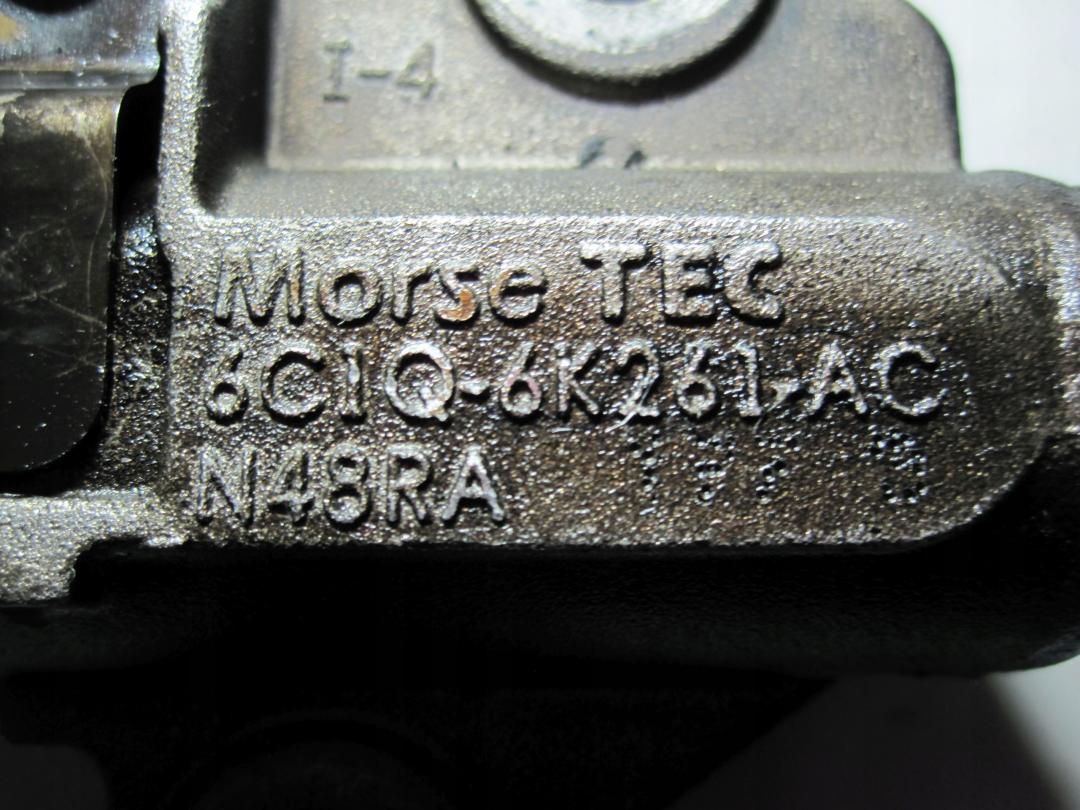 I-4
Morse TEC
6C1Q-6K261-AC
N48RA